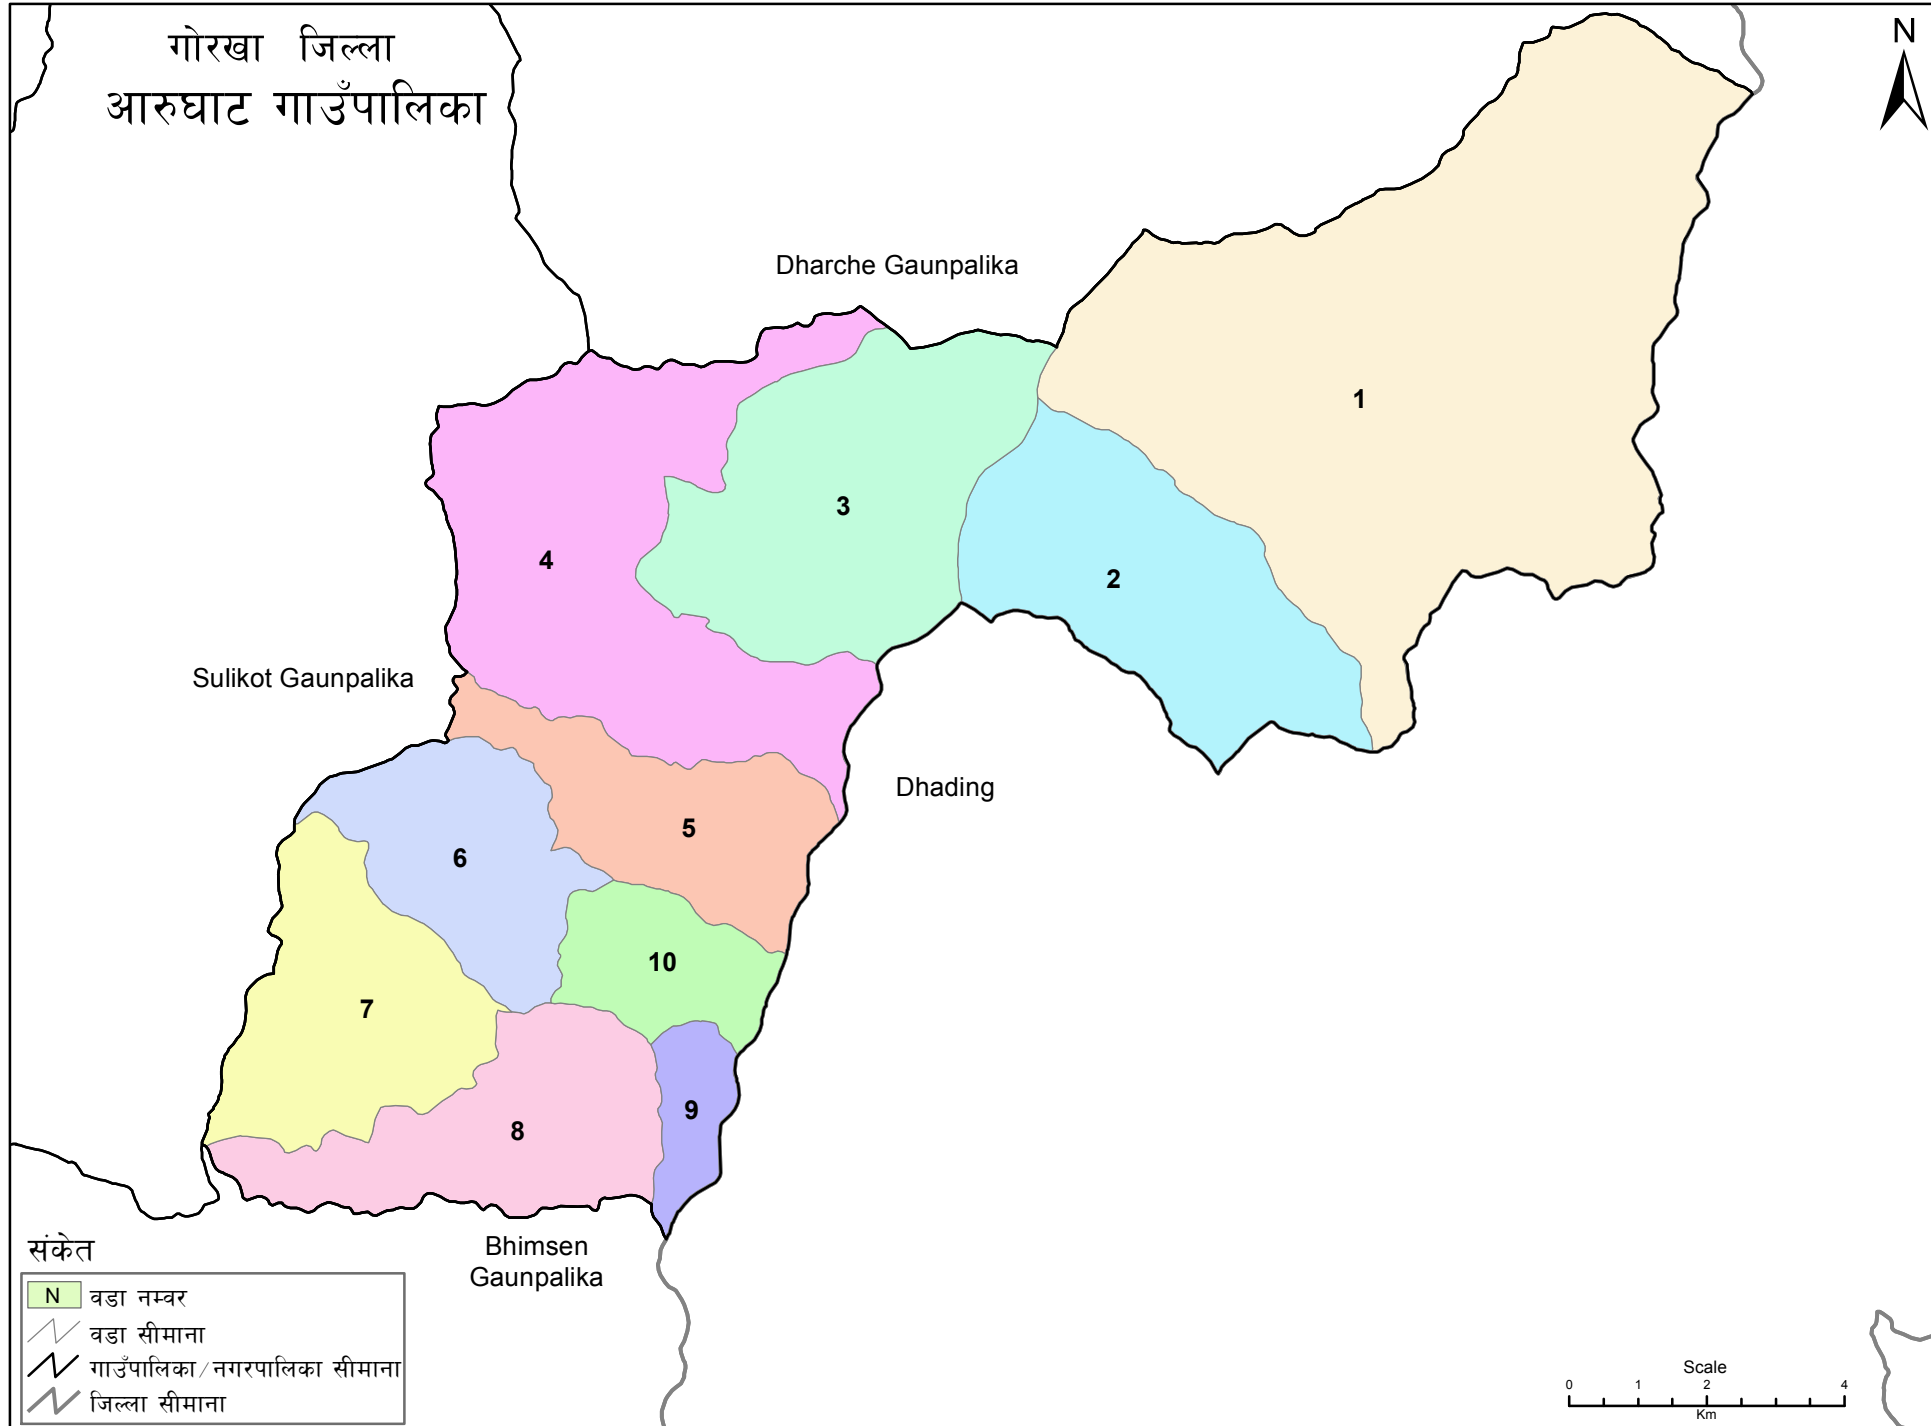 गोरखा जिल्ला
आरुघाट गाउँपालिका
N
Dharche Gaunpalika
1
3
4
2
Sulikot Gaunpalika
Dhading
5
6
10
7
9
8
Bhimsen
Gaunpalika
संकेत
N वडा नम्वर
वडा सीमाना
गाउँपालिका/नगरपालिका सीमाना
जिल्ला सीमाना
Scale
0 1 2 4
Km